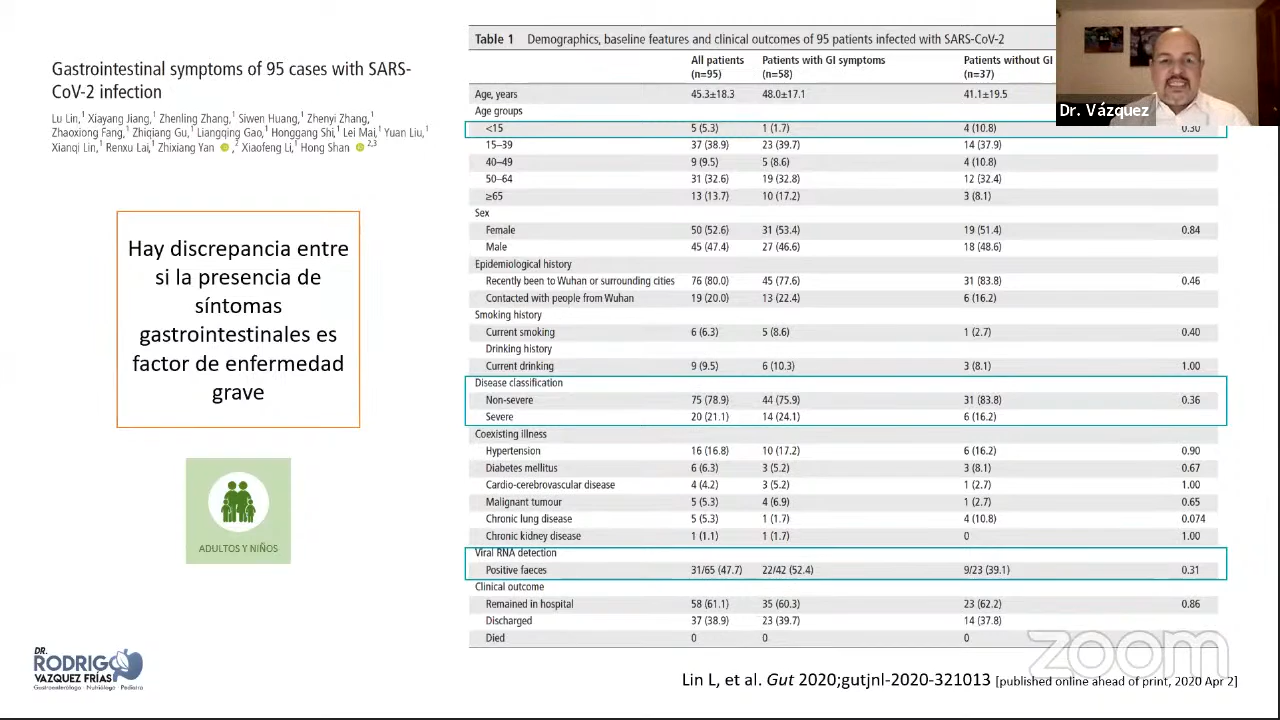 Gastrointestinal symptoms of 95 cases with SARS-
CoV-2 infection
Lu Lin,¹ Xiayang Jiang,¹ Zhenling Zhang,¹ Siwen Huang,¹ Zhenyi Zhang,¹
Zhaoxiong Fang,¹ Zhiqiang Gu,¹ Liangqing Gao,¹ Honggang Shi,¹ Lei Mai,¹ Yuan Liu,¹
Xianqi Lin,¹ Renxu Lai,¹ Zhixiang Yan ,² Xiaofeng Li,¹ Hong Shan ²,³
Hay discrepancia entre
si la presencia de
síntomas
gastrointestinales es
factor de enfermedad
grave
ADULTOS Y NIÑOS
DR.
RODRIGO
VAZQUEZ FRÍAS
Gastroenterólogo · Nutriólogo · Pediatra
Table 1 Demographics, baseline features and clinical outcomes of 95 patients infected with SARS-CoV-2
All patients Patients with GI symptoms Patients without GI
(n=95) (n=58) (n=37)
Age, years 45.3±18.3 48.0±17.1 41.1±19.5
Age groups
<15 5 (5.3) 1 (1.7) 4 (10.8) 0.30
15–39 37 (38.9) 23 (39.7) 14 (37.9)
40–49 9 (9.5) 5 (8.6) 4 (10.8)
50–64 31 (32.6) 19 (32.8) 12 (32.4)
≥65 13 (13.7) 10 (17.2) 3 (8.1)
Sex
Female 50 (52.6) 31 (53.4) 19 (51.4) 0.84
Male 45 (47.4) 27 (46.6) 18 (48.6)
Epidemiological history
Recently been to Wuhan or surrounding cities 76 (80.0) 45 (77.6) 31 (83.8) 0.46
Contacted with people from Wuhan 19 (20.0) 13 (22.4) 6 (16.2)
Smoking history
Current smoking 6 (6.3) 5 (8.6) 1 (2.7) 0.40
Drinking history
Current drinking 9 (9.5) 6 (10.3) 3 (8.1) 1.00
Disease classification
Non-severe 75 (78.9) 44 (75.9) 31 (83.8) 0.36
Severe 20 (21.1) 14 (24.1) 6 (16.2)
Coexisting illness
Hypertension 16 (16.8) 10 (17.2) 6 (16.2) 0.90
Diabetes mellitus 6 (6.3) 3 (5.2) 3 (8.1) 0.67
Cardio-cerebrovascular disease 4 (4.2) 3 (5.2) 1 (2.7) 1.00
Malignant tumour 5 (5.3) 4 (6.9) 1 (2.7) 0.65
Chronic lung disease 5 (5.3) 1 (1.7) 4 (10.8) 0.074
Chronic kidney disease 1 (1.1) 1 (1.7) 0 1.00
Viral RNA detection
Positive faeces 31/65 (47.7) 22/42 (52.4) 9/23 (39.1) 0.31
Clinical outcome
Remained in hospital 58 (61.1) 35 (60.3) 23 (62.2) 0.86
Discharged 37 (38.9) 23 (39.7) 14 (37.8)
Died 0 0 0
Dr. Vázquez
zoom
Lin L, et al. Gut 2020;gutjnl-2020-321013 [published online ahead of print, 2020 Apr 2]